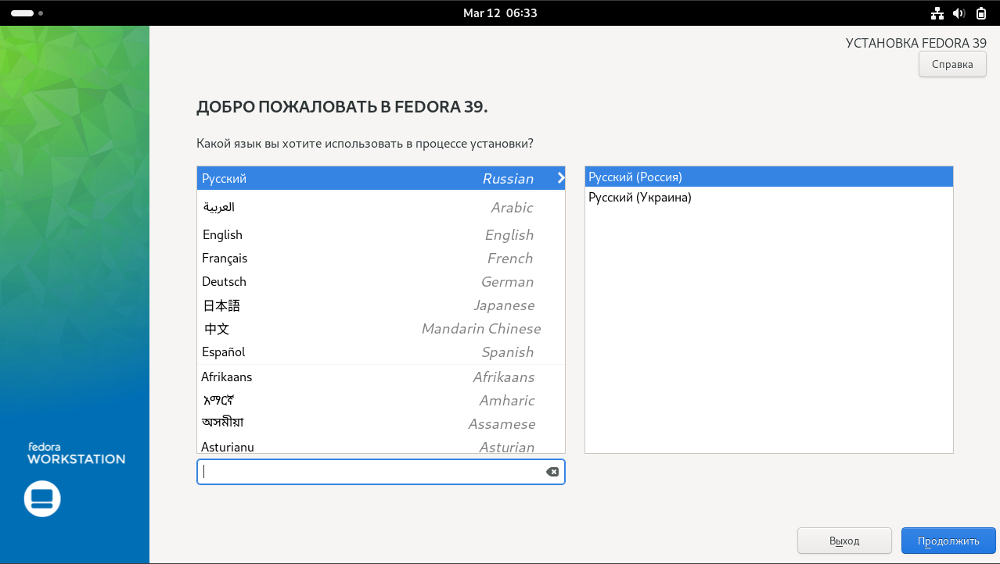 Mar 12 06:33
УСТАНОВКА FEDORA 39
Справка
ДОБРО ПОЖАЛОВАТЬ В FEDORA 39.
Какой язык вы хотите использовать в процессе установки?
Русский Russian
العربية Arabic
English English
Français French
Deutsch German
日本語 Japanese
中文 Mandarin Chinese
Español Spanish
Afrikaans Afrikaans
አማርኛ Amharic
অসমীয়া Assamese
Asturianu Asturian
Русский (Россия)
Русский (Украина)
fedora
WORKSTATION
Выход
Продолжить